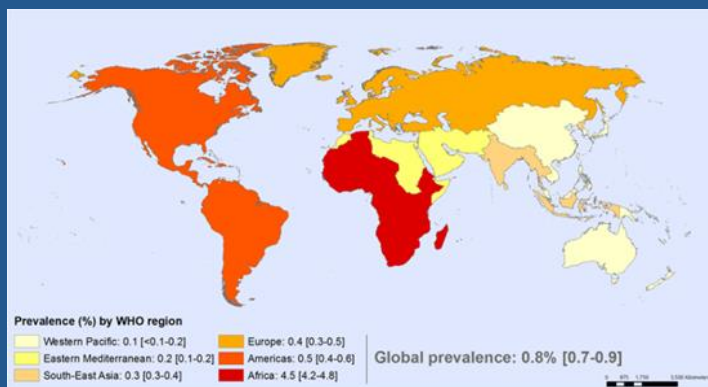 Prevalence (%) by WHO region
Western Pacific: 0.1 [<0.1-0.2]
Eastern Mediterranean: 0.2 [0.1-0.2]
South-East Asia: 0.3 [0.3-0.4]
Europe: 0.4 [0.3-0.5]
Americas: 0.5 [0.4-0.6]
Africa: 4.5 [4.2-4.8]
Global prevalence: 0.8% [0.7-0.9]